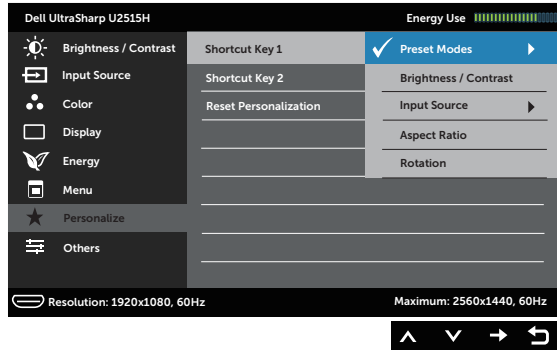 Dell UltraSharp U2515H
Energy Use
Brightness / Contrast
Shortcut Key 1
Preset Modes
Input Source
Shortcut Key 2
Brightness / Contrast
Color
Reset Personalization
Input Source
Display
Aspect Ratio
Energy
Rotation
Menu
Personalize
Others
Resolution: 1920x1080, 60Hz
Maximum: 2560x1440, 60Hz